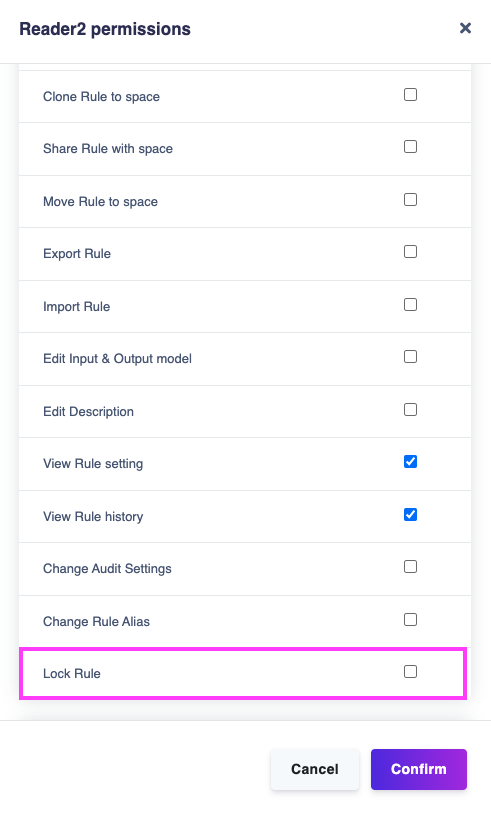 Reader2 permissions
Clone Rule to space
Share Rule with space
Move Rule to space
Export Rule
Import Rule
Edit Input & Output model
Edit Description
View Rule setting
View Rule history
Change Audit Settings
Change Rule Alias
Lock Rule
Cancel Confirm